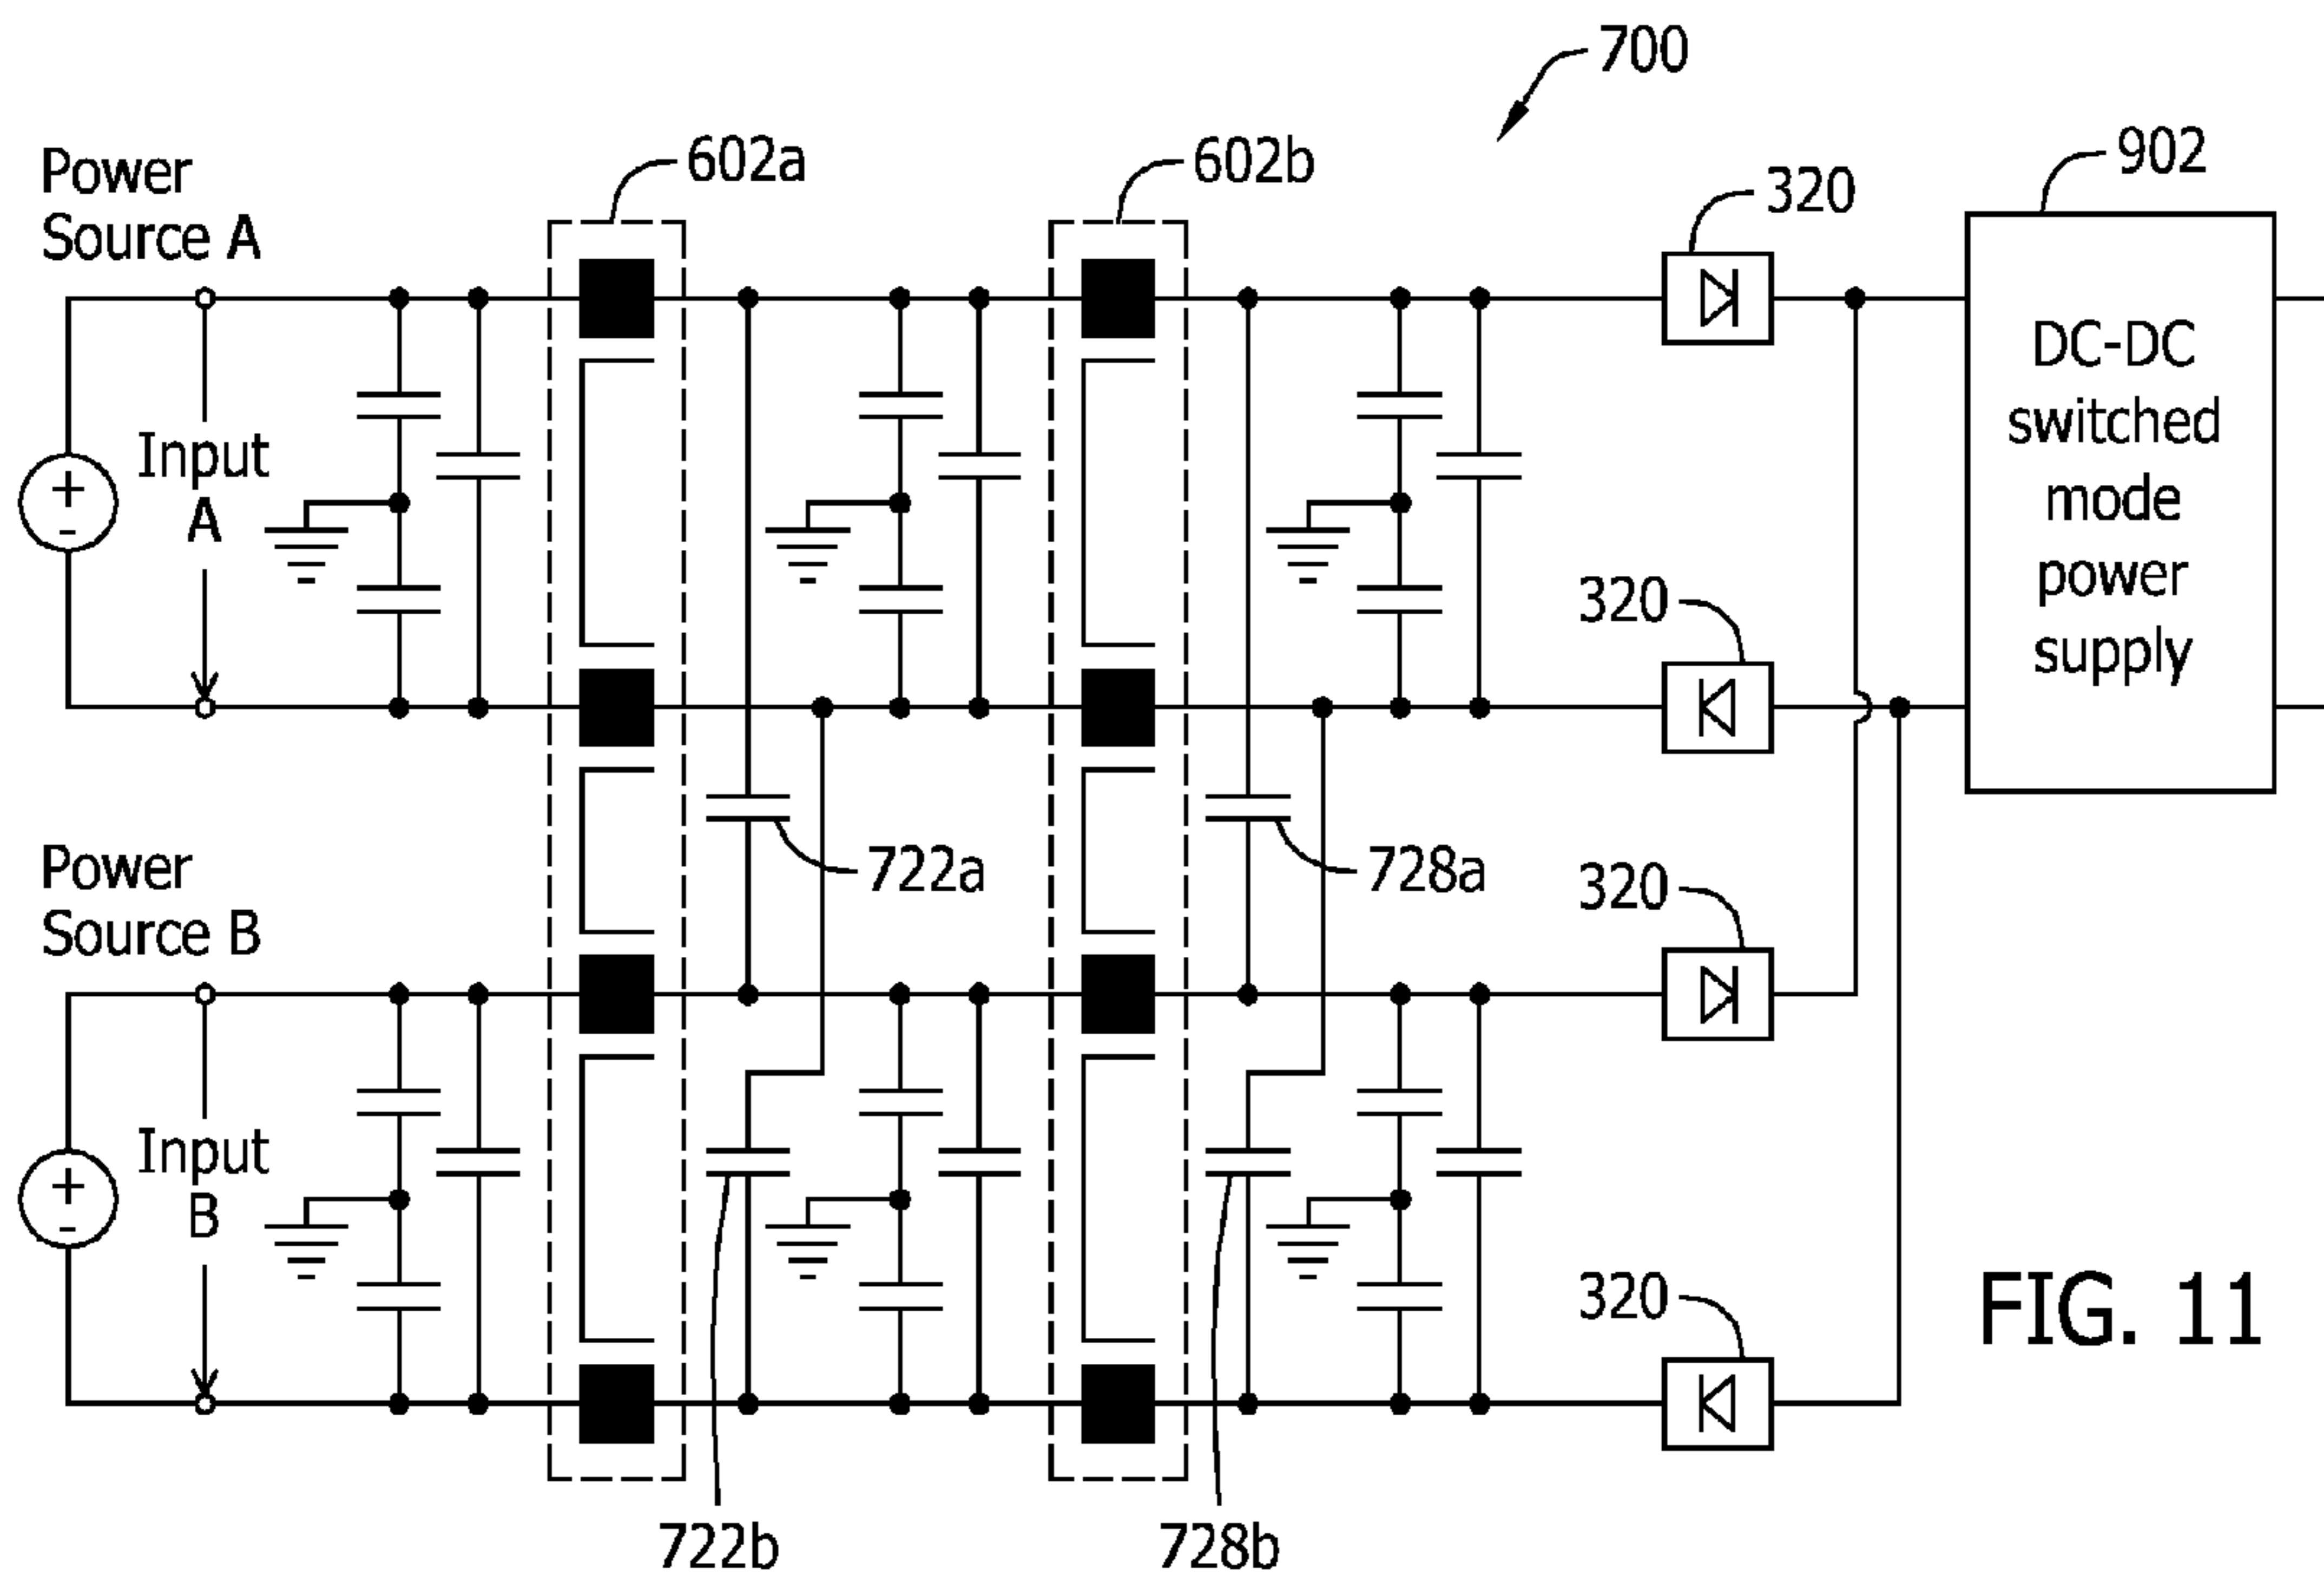 700
602a
602b
902
Power
Source A
320
DC-DC
switched
mode
power
supply
Input
A
+
-
320
722a
728a
Power
Source B
320
Input
B
+
-
320
FIG. 11
722b
728b